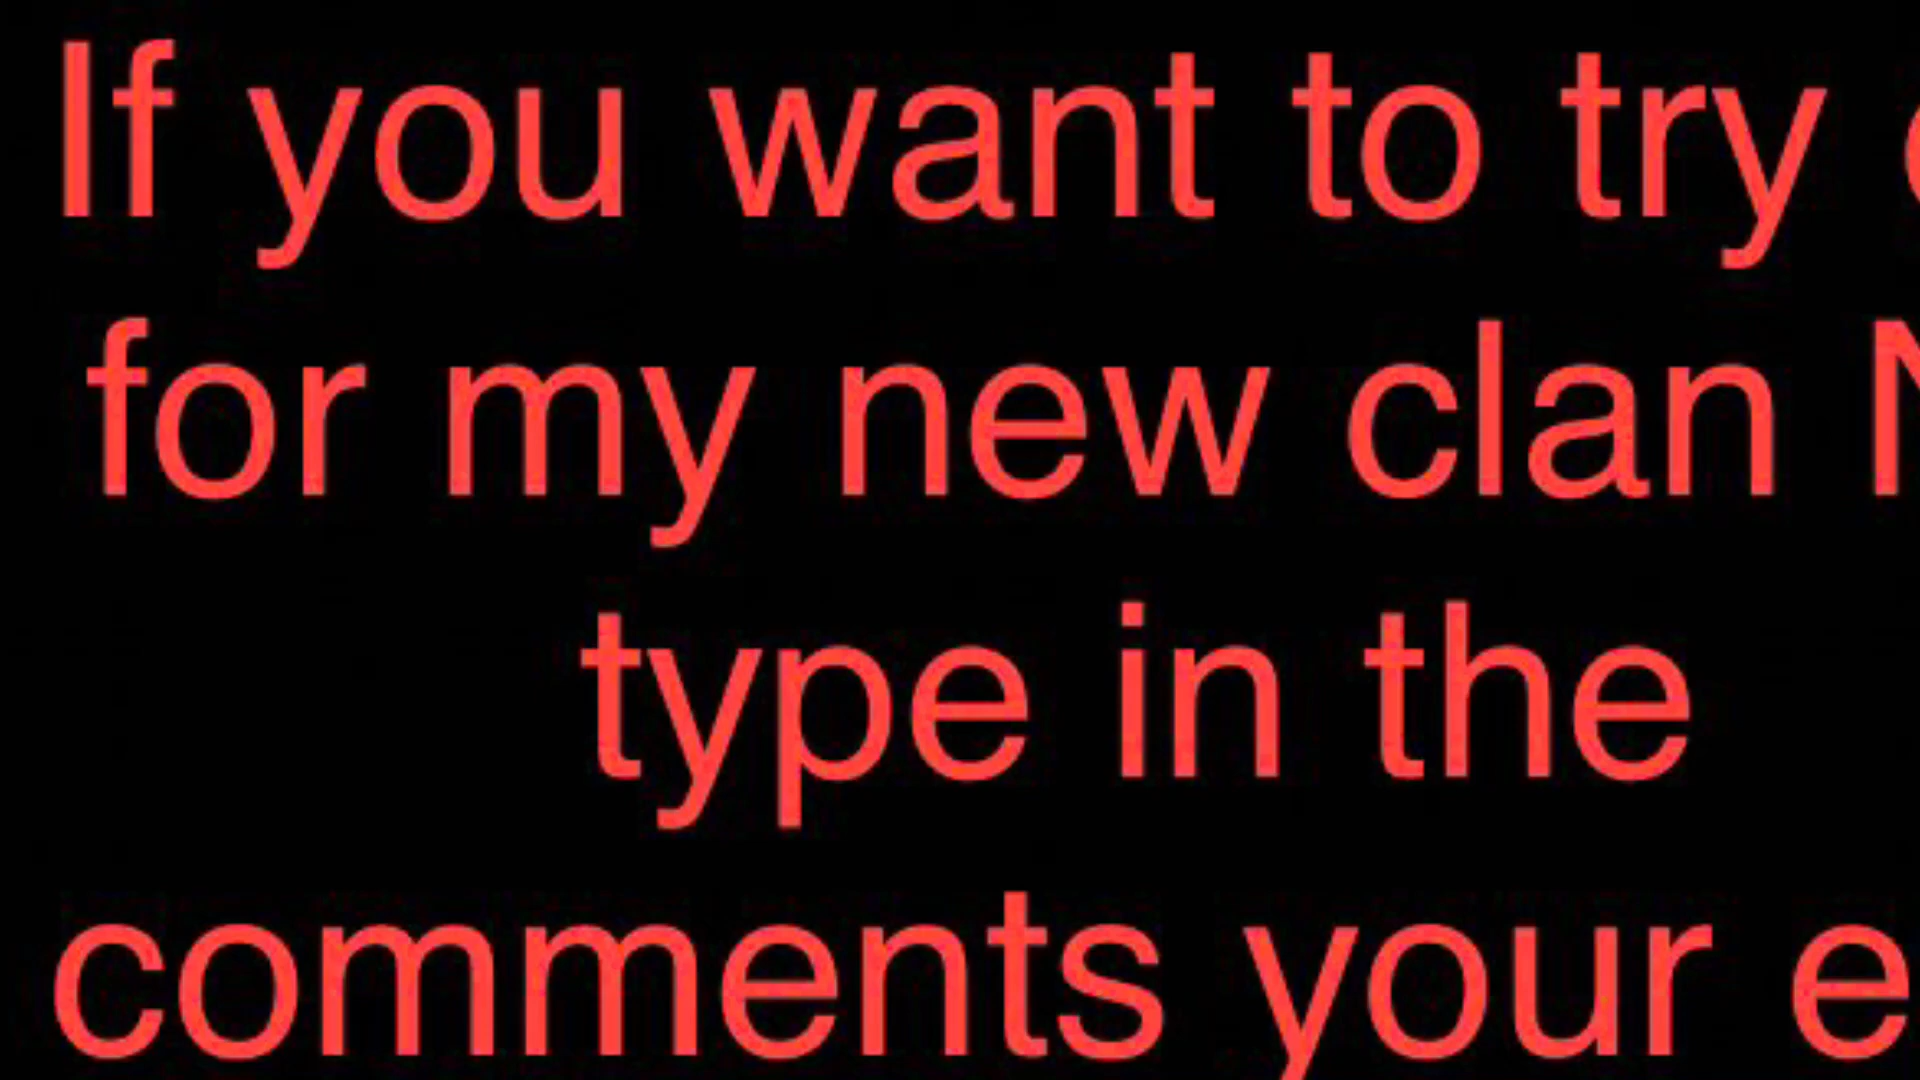 If you want to try
for my new clan
type in the
comments your